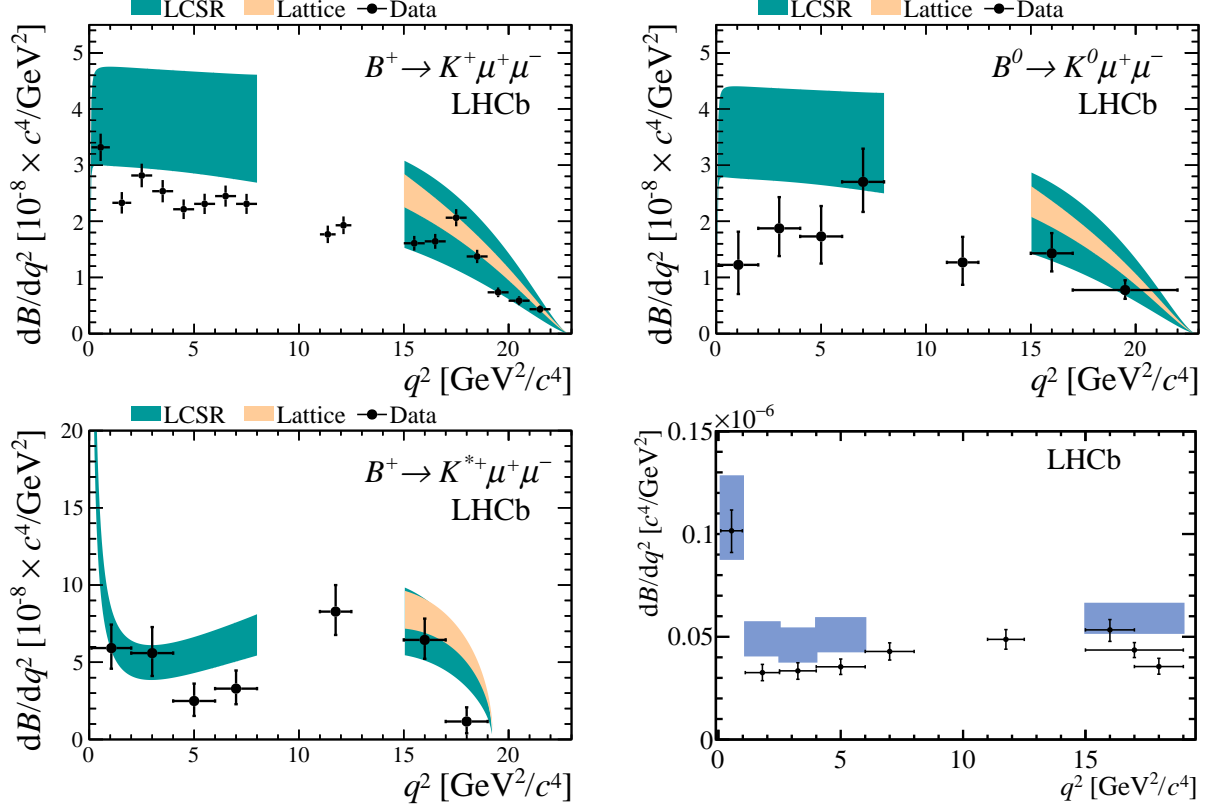 LCSR Lattice Data
B⁺ → K⁺μ⁺μ⁻
LHCb
dB/dq² [10⁻⁸ × c⁴/GeV²]
5
4
3
2
1
0
0 5 10 15 20
q² [GeV²/c⁴]
LCSR Lattice Data
B⁰ → K⁰μ⁺μ⁻
LHCb
dB/dq² [10⁻⁸ × c⁴/GeV²]
5
4
3
2
1
0
0 5 10 15 20
q² [GeV²/c⁴]
LCSR Lattice Data
B⁺ → K*⁺μ⁺μ⁻
LHCb
dB/dq² [10⁻⁸ × c⁴/GeV²]
20
15
10
5
0
0 5 10 15 20
q² [GeV²/c⁴]
×10⁻⁶
LHCb
dB/dq² [c⁴/GeV²]
0.15
0.1
0.05
0
0 5 10 15
q² [GeV²/c⁴]